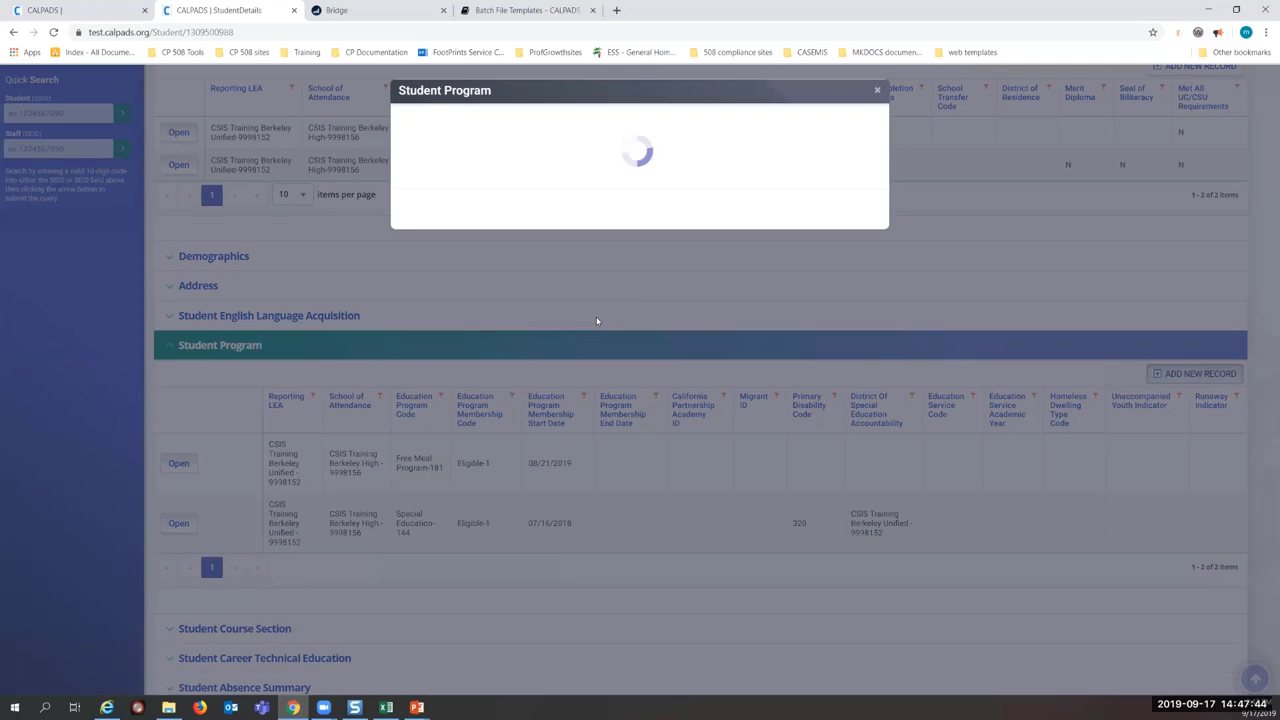 CALPADS |
CALPADS | StudentDetails
Bridge
Batch File Templates - CALPADS
test.calpads.org/Student/1309500988
Apps
Index - All Docume...
CP 508 Tools
CP 508 sites
Training
CP Documentation
FootPrints Service C...
ProfGrowthsites
ESS - General Hom...
508 compliance sites
CASEMIS
MKDOCS documen...
web templates
Other bookmarks
Quick Search
Student (SSID)
ex.1234567890
Staff (SEID)
ex.1234567890
Search by entering a valid 10-digit code
into either the SSID or SEID field above
then clicking the arrow button to
submit the query.
Student Program
×
ADD NEW RECORD
Reporting LEA
School of
Attendance
School
Transfer
Code
District of
Residence
Merit
Diploma
Seal of
Biliteracy
Met All
UC/CSU
Requirements
Open
CSIS Training Berkeley
Unified-9998152
CSIS Training Berkeley
High-9998156
N
Open
CSIS Training Berkeley
Unified-9998152
CSIS Training Berkeley
High-9998156
N
N
N
1
10
items per page
1 - 2 of 2 items
Demographics
Address
Student English Language Acquisition
Student Program
ADD NEW RECORD
Reporting
LEA
School of
Attendance
Education
Program
Code
Education
Program
Membership
Code
Education
Program
Membership
Start Date
Education
Program
Membership
End Date
California
Partnership
Academy
ID
Migrant
ID
Primary
Disability
Code
District Of
Special
Education
Accountability
Education
Service
Code
Education
Service
Academic
Year
Homeless
Dwelling
Type
Code
Unaccompanied
Youth Indicator
Runaway
Indicator
Open
CSIS
Training
Berkeley
Unified -
9998152
CSIS Training
Berkeley High -
9998156
Free Meal
Program-181
Eligible-1
08/21/2019
Open
CSIS
Training
Berkeley
Unified -
9998152
CSIS Training
Berkeley High -
9998156
Special
Education-
144
Eligible-1
07/16/2018
320
CSIS Training
Berkeley Unified -
9998152
1
1 - 2 of 2 items
Student Course Section
Student Career Technical Education
Student Absence Summary
2019-09-17 14:47:44
9/17/2019